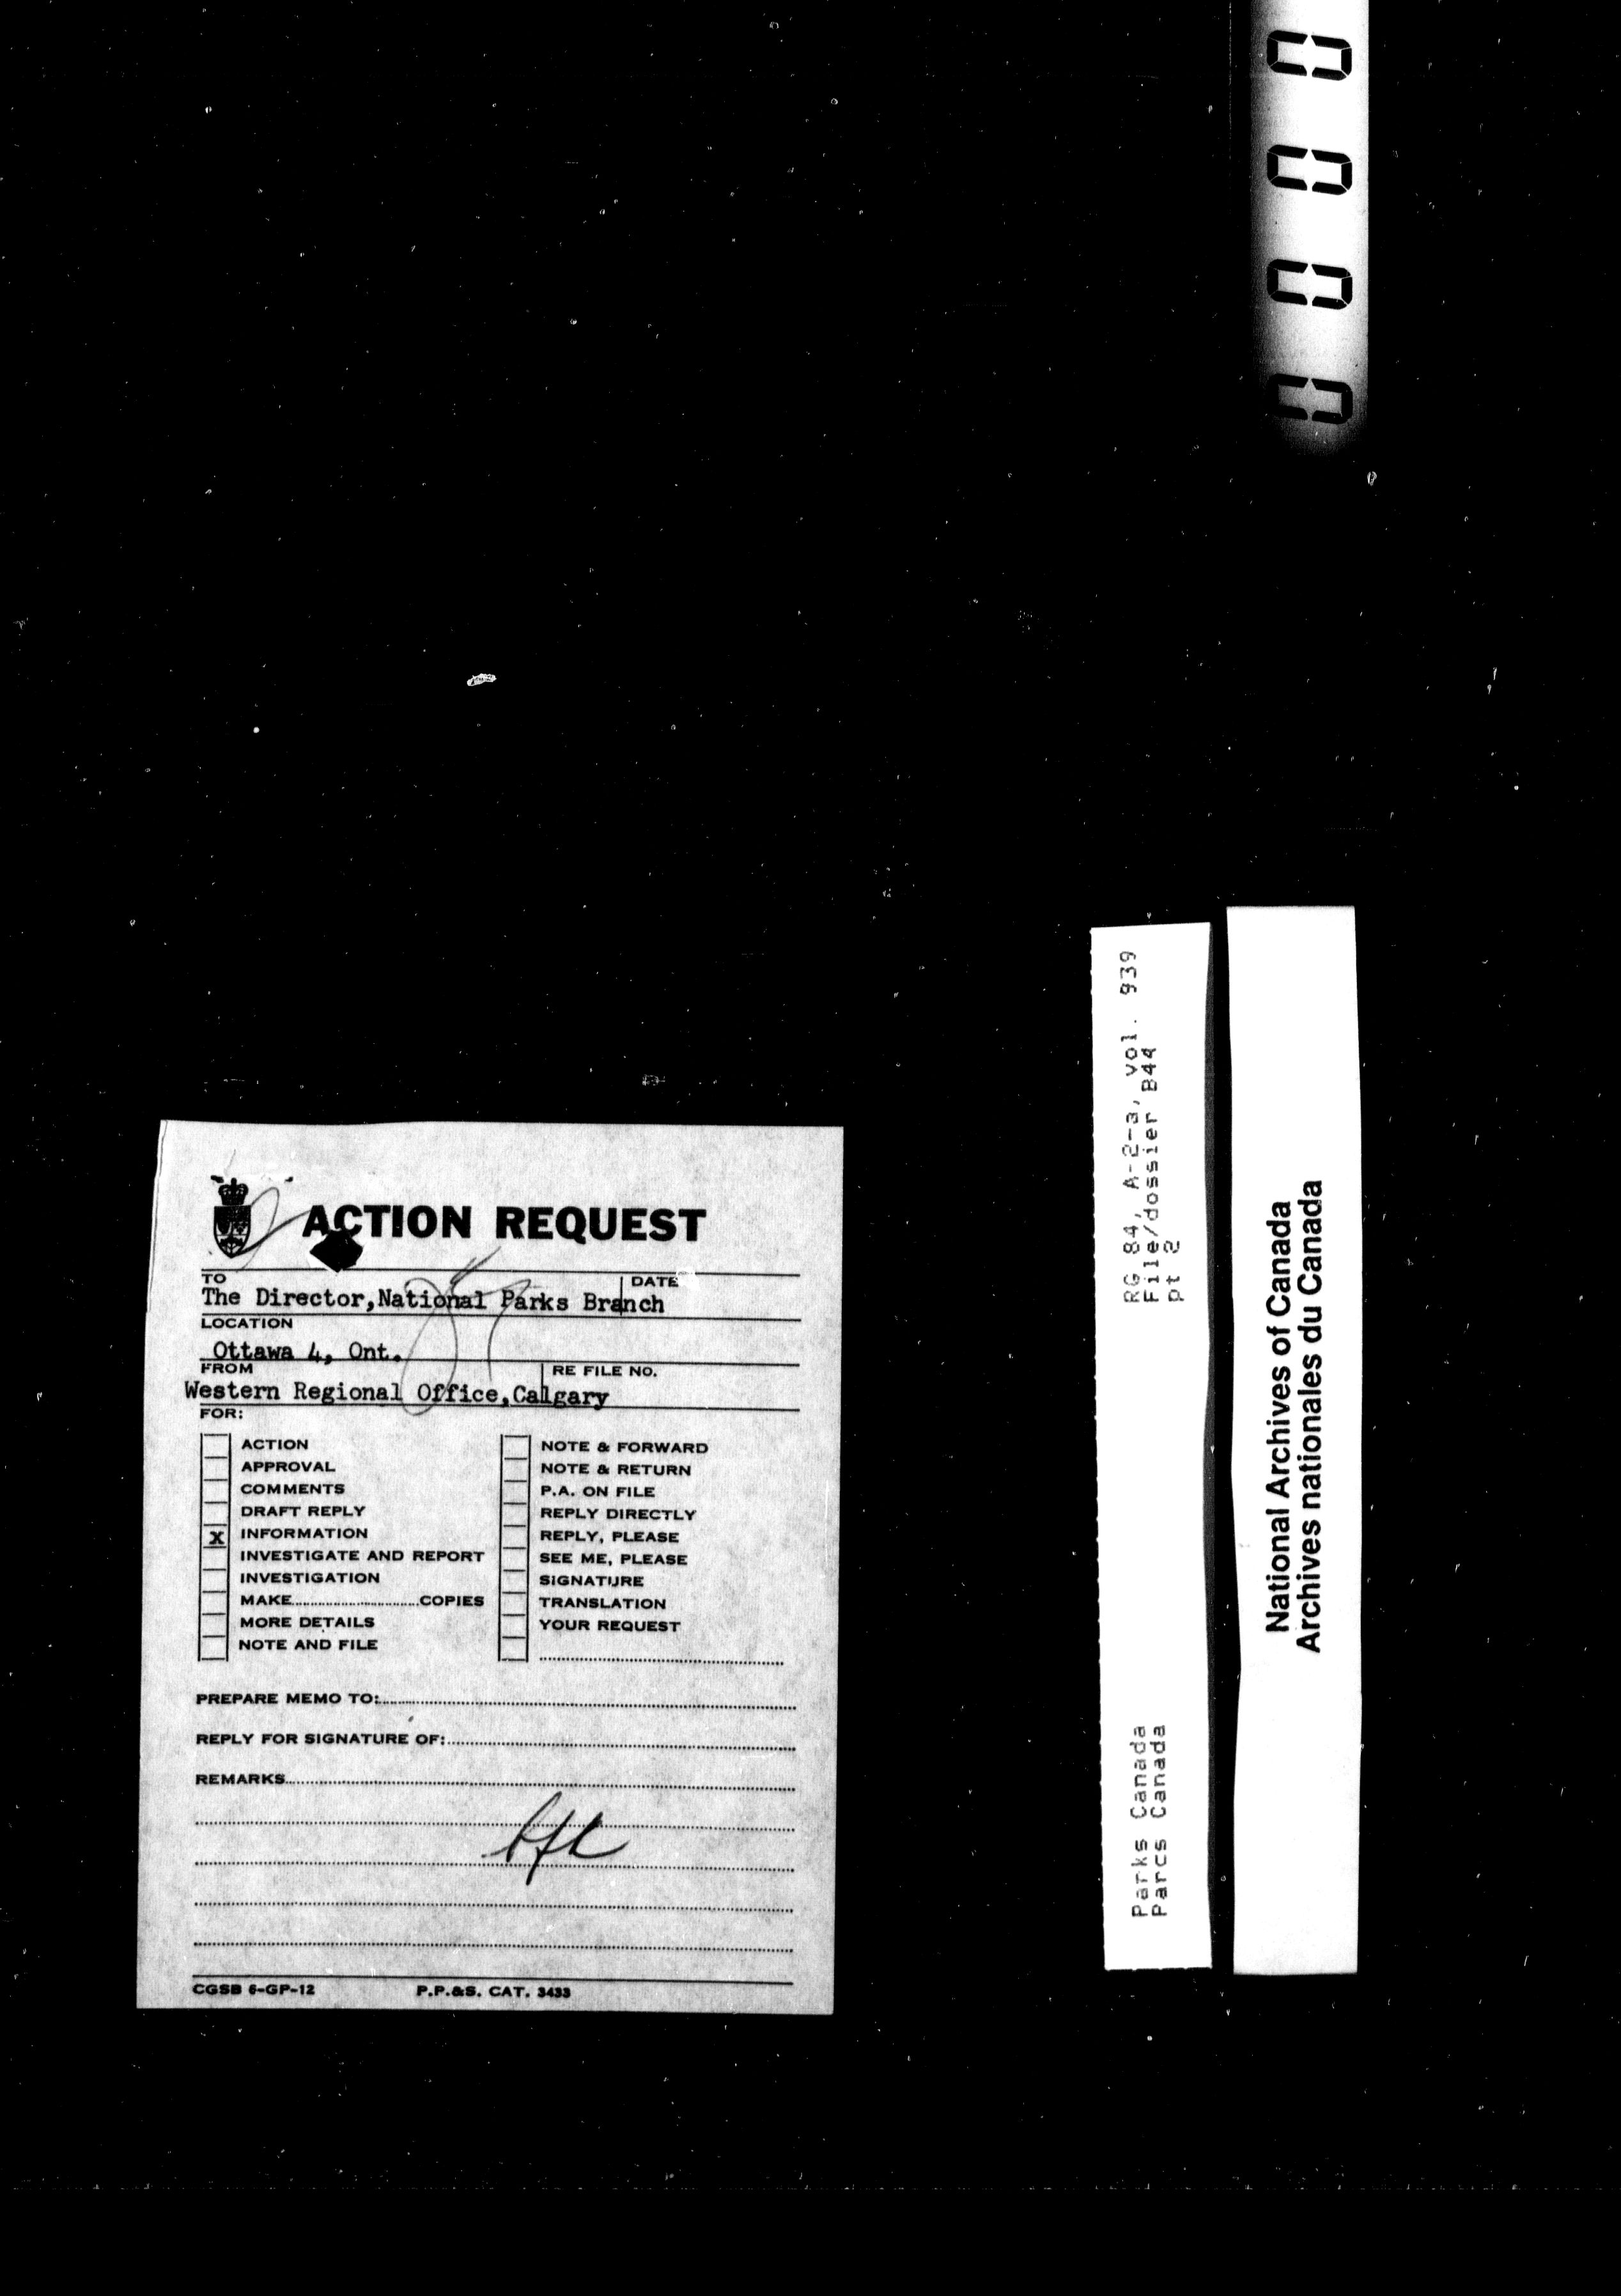 0000
ACTION REQUEST
TO
DATE
The Director, National Parks Branch
LOCATION
Ottawa 4, Ont.
FROM
RE FILE NO.
Western Regional Office, Calgary
FOR:
ACTION
APPROVAL
COMMENTS
DRAFT REPLY
X INFORMATION
INVESTIGATE AND REPORT
INVESTIGATION
MAKE..............................COPIES
MORE DETAILS
NOTE AND FILE
NOTE & FORWARD
NOTE & RETURN
P.A. ON FILE
REPLY DIRECTLY
REPLY, PLEASE
SEE ME, PLEASE
SIGNATURE
TRANSLATION
YOUR REQUEST
PREPARE MEMO TO:
REPLY FOR SIGNATURE OF:
REMARKS
CGSB 6-GP-12 P.P.&S. CAT. 3433
Parks Canada RG 84, A-2-a, vol. 939
Parcs Canada File/dossier B44
pt 2
National Archives of Canada
Archives nationales du Canada